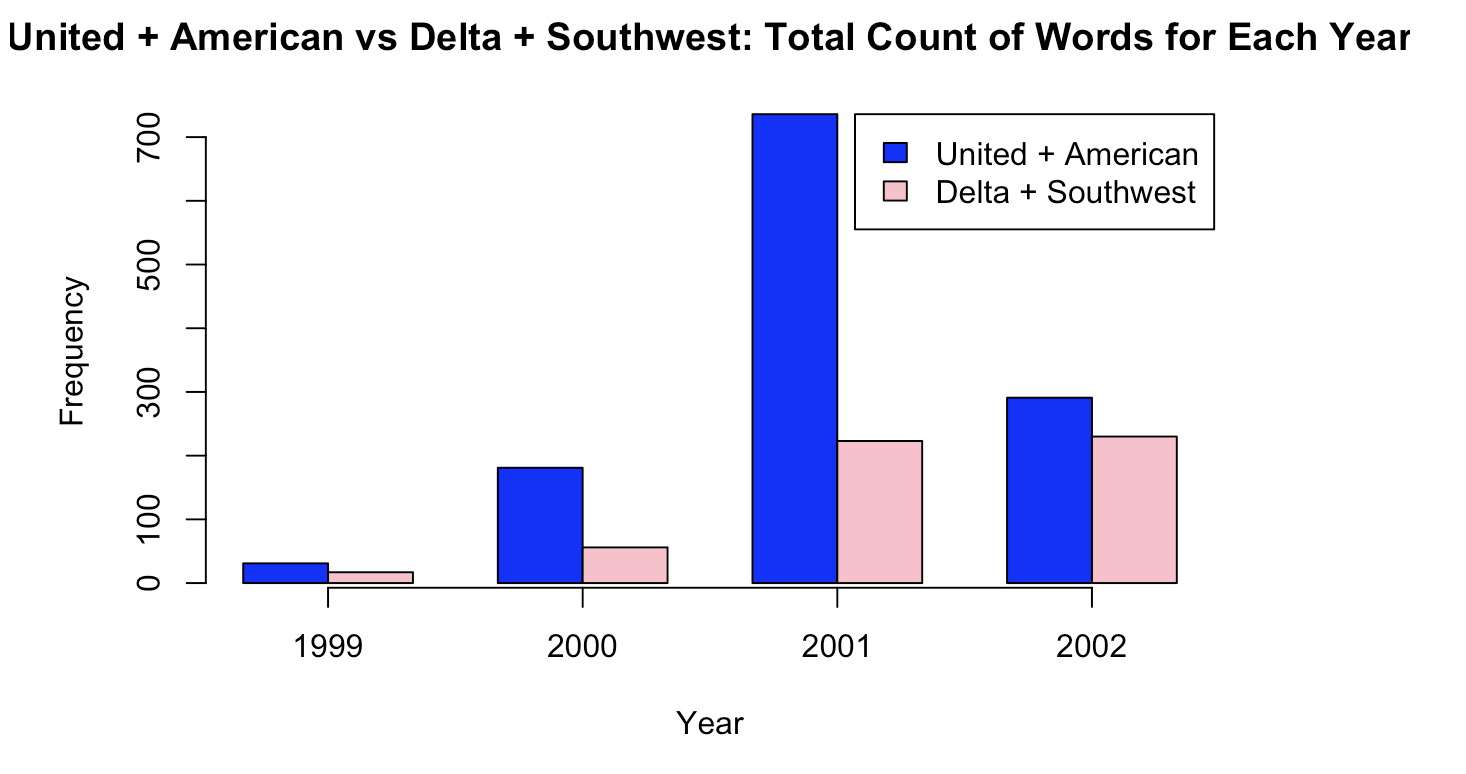 United + American vs Delta + Southwest: Total Count of Words for Each Year
700
500
300
100
0
Frequency
United + American
Delta + Southwest
1999 2000 2001 2002
Year